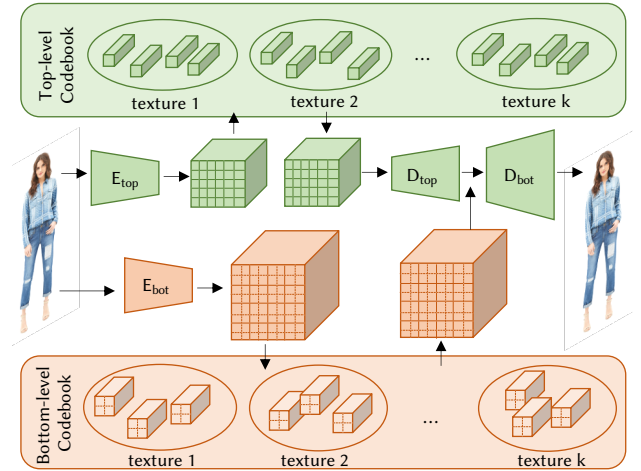 Top-level
Codebook
texture 1
texture 2
...
texture k
E_top
D_top
D_bot
E_bot
Bottom-level
Codebook
texture 1
texture 2
...
texture k